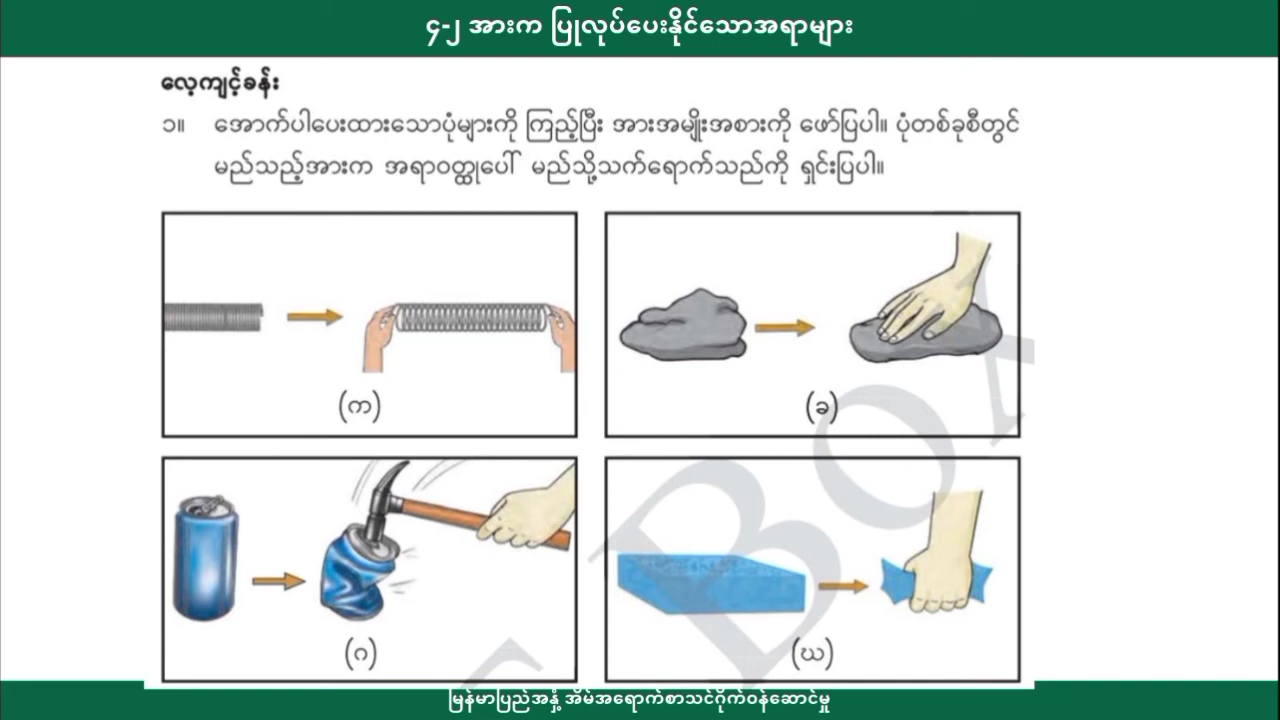 ၄-၂ အားက ပြုလုပ်ပေးနိုင်သောအရာများ
လေ့ကျင့်ခန်း
၁။ အောက်ပါပေးထားသောပုံများကို ကြည့်ပြီး အားအမျိုးအစားကို ဖော်ပြပါ။ ပုံတစ်ခုစီတွင်
မည်သည့်အားက အရာဝတ္ထုပေါ် မည်သို့သက်ရောက်သည်ကို ရှင်းပြပါ။
(က)
(ခ)
(ဂ)
(ဃ)
Box
မြန်မာပြည်အနှံ့ အိမ်အရောက်စာသင်ဂိုက်ဝန်ဆောင်မှု